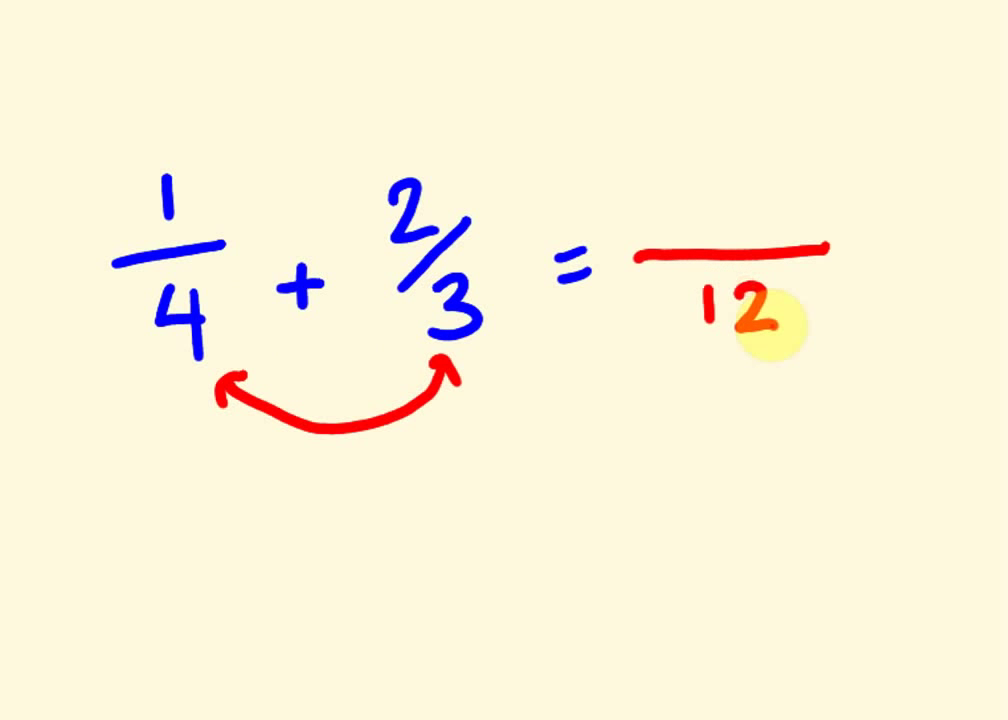 1/4 + 2/3 = /12